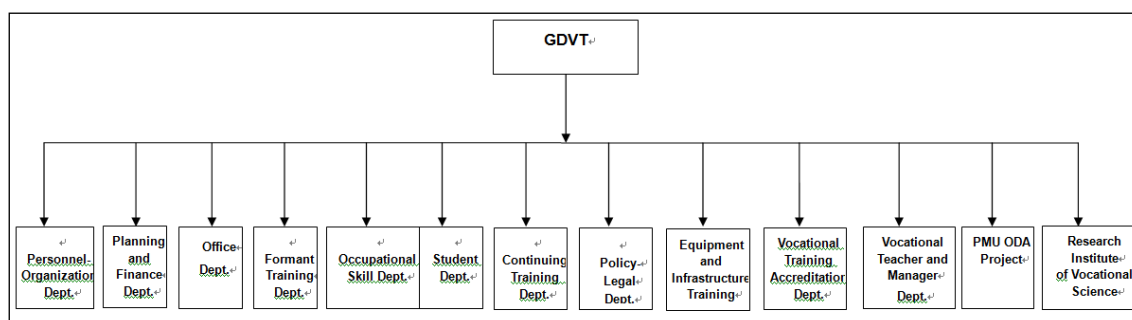 GDVT
Personnel-
Organization
Dept.
Planning
and
Finance
Dept.
Office
Dept.
Formant
Training
Dept.
Occupational
Skill Dept.
Student
Dept.
Continuing
Training
Dept.
Policy-
Legal
Dept.
Equipment
and
Infrastructure
Training
Vocational
Training
Accreditation
Dept.
Vocational
Teacher and
Manager
Dept.
PMU ODA
Project
Research
Institute
of Vocational
Science